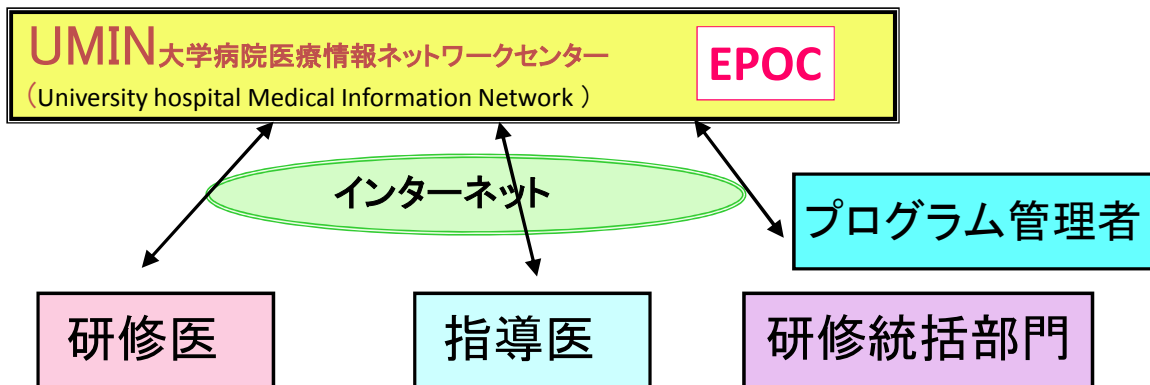 UMIN大学病院医療情報ネットワークセンター
(University hospital Medical Information Network )
EPOC
インターネット
プログラム管理者
研修医
指導医
研修統括部門